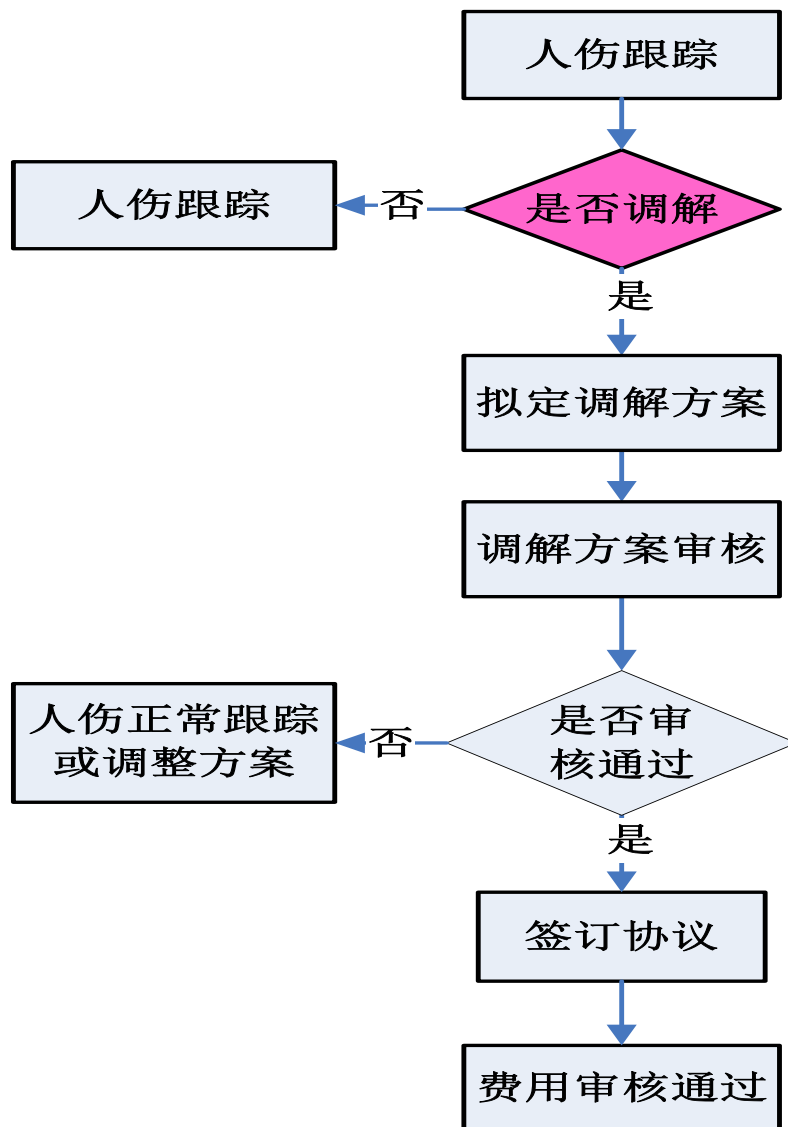 人伤跟踪
人伤跟踪
否
是否调解
是
拟定调解方案
调解方案审核
人伤正常跟踪
或调整方案
否
是否审
核通过
是
签订协议
费用审核通过